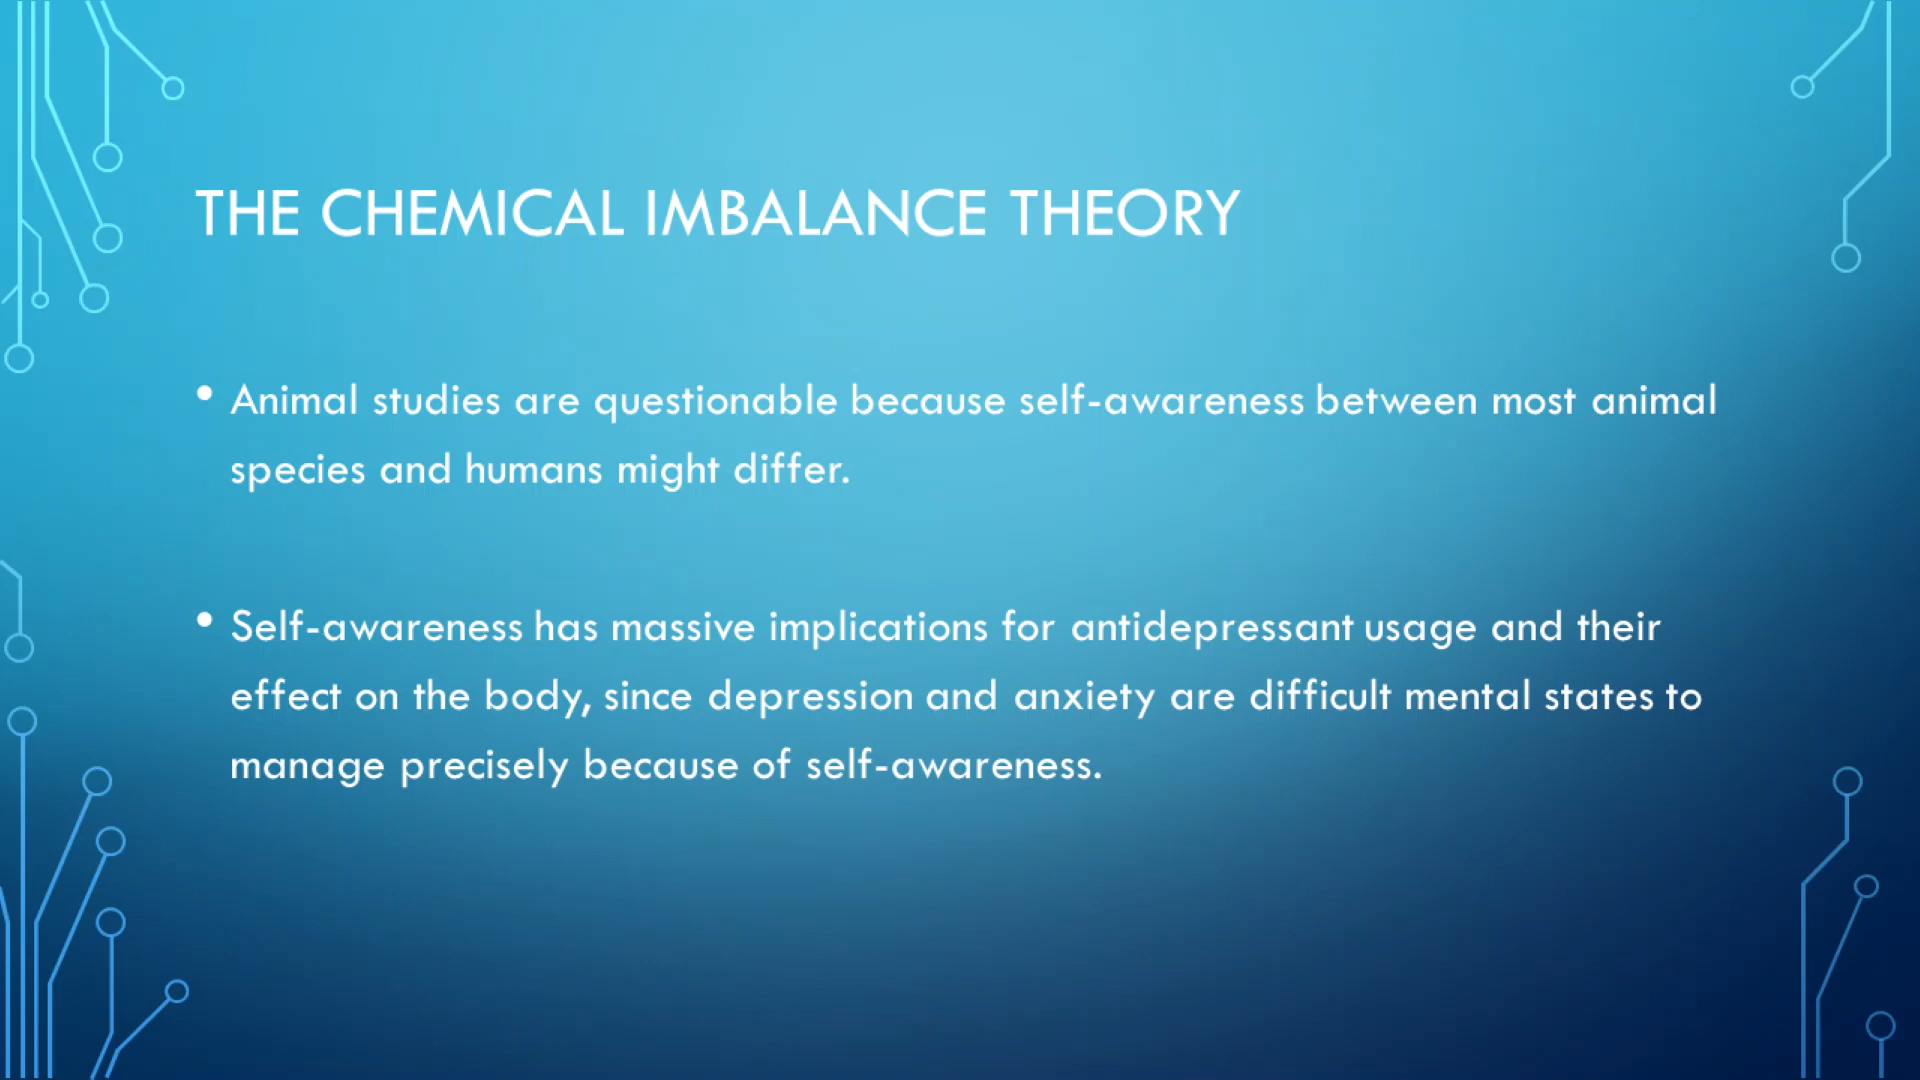 THE CHEMICAL IMBALANCE THEORY
• Animal studies are questionable because self-awareness between most animal
species and humans might differ.
• Self-awareness has massive implications for antidepressant usage and their
effect on the body, since depression and anxiety are difficult mental states to
manage precisely because of self-awareness.